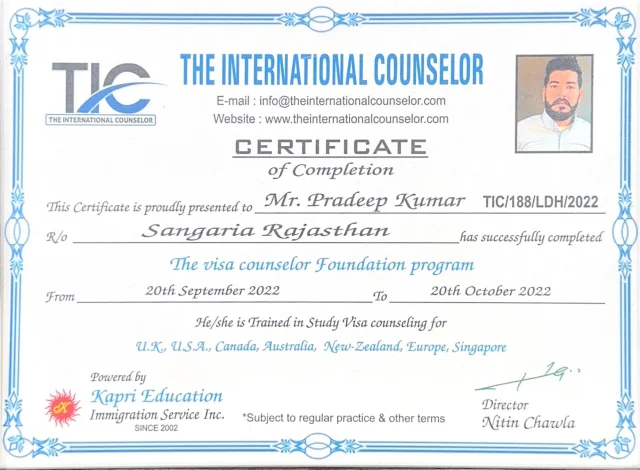 TIC
THE INTERNATIONAL COUNSELOR
THE INTERNATIONAL COUNSELOR
E-mail : info@theinternationalcounselor.com
Website : www.theinternationalcounselor.com
CERTIFICATE
of Completion
This Certificate is proudly presented to Mr. Pradeep Kumar TIC/188/LDH/2022
R/o Sangaria Rajasthan has successfully completed
The visa counselor Foundation program
From 20th September 2022 To 20th October 2022
He/she is Trained in Study Visa counseling for
U.K., U.S.A., Canada, Australia, New-Zealand, Europe, Singapore
Powered by
Kapri Education
Immigration Service Inc.
SINCE 2002
*Subject to regular practice & other terms
Director
Nitin Chawla